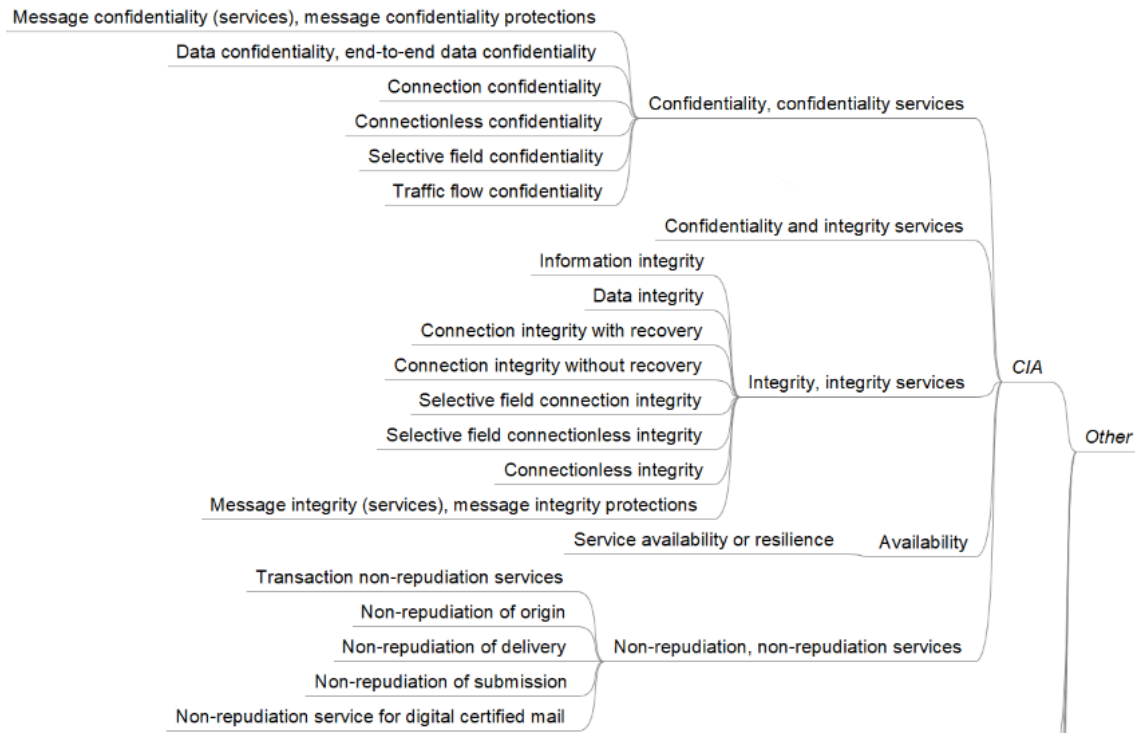 Message confidentiality (services), message confidentiality protections
Data confidentiality, end-to-end data confidentiality
Connection confidentiality
Confidentiality, confidentiality services
Connectionless confidentiality
Selective field confidentiality
Traffic flow confidentiality
Confidentiality and integrity services
Information integrity
Data integrity
Connection integrity with recovery
Connection integrity without recovery
CIA
Integrity, integrity services
Selective field connection integrity
Selective field connectionless integrity
Other
Connectionless integrity
Message integrity (services), message integrity protections
Service availability or resilience
Availability
Transaction non-repudiation services
Non-repudiation of origin
Non-repudiation of delivery
Non-repudiation, non-repudiation services
Non-repudiation of submission
Non-repudiation service for digital certified mail